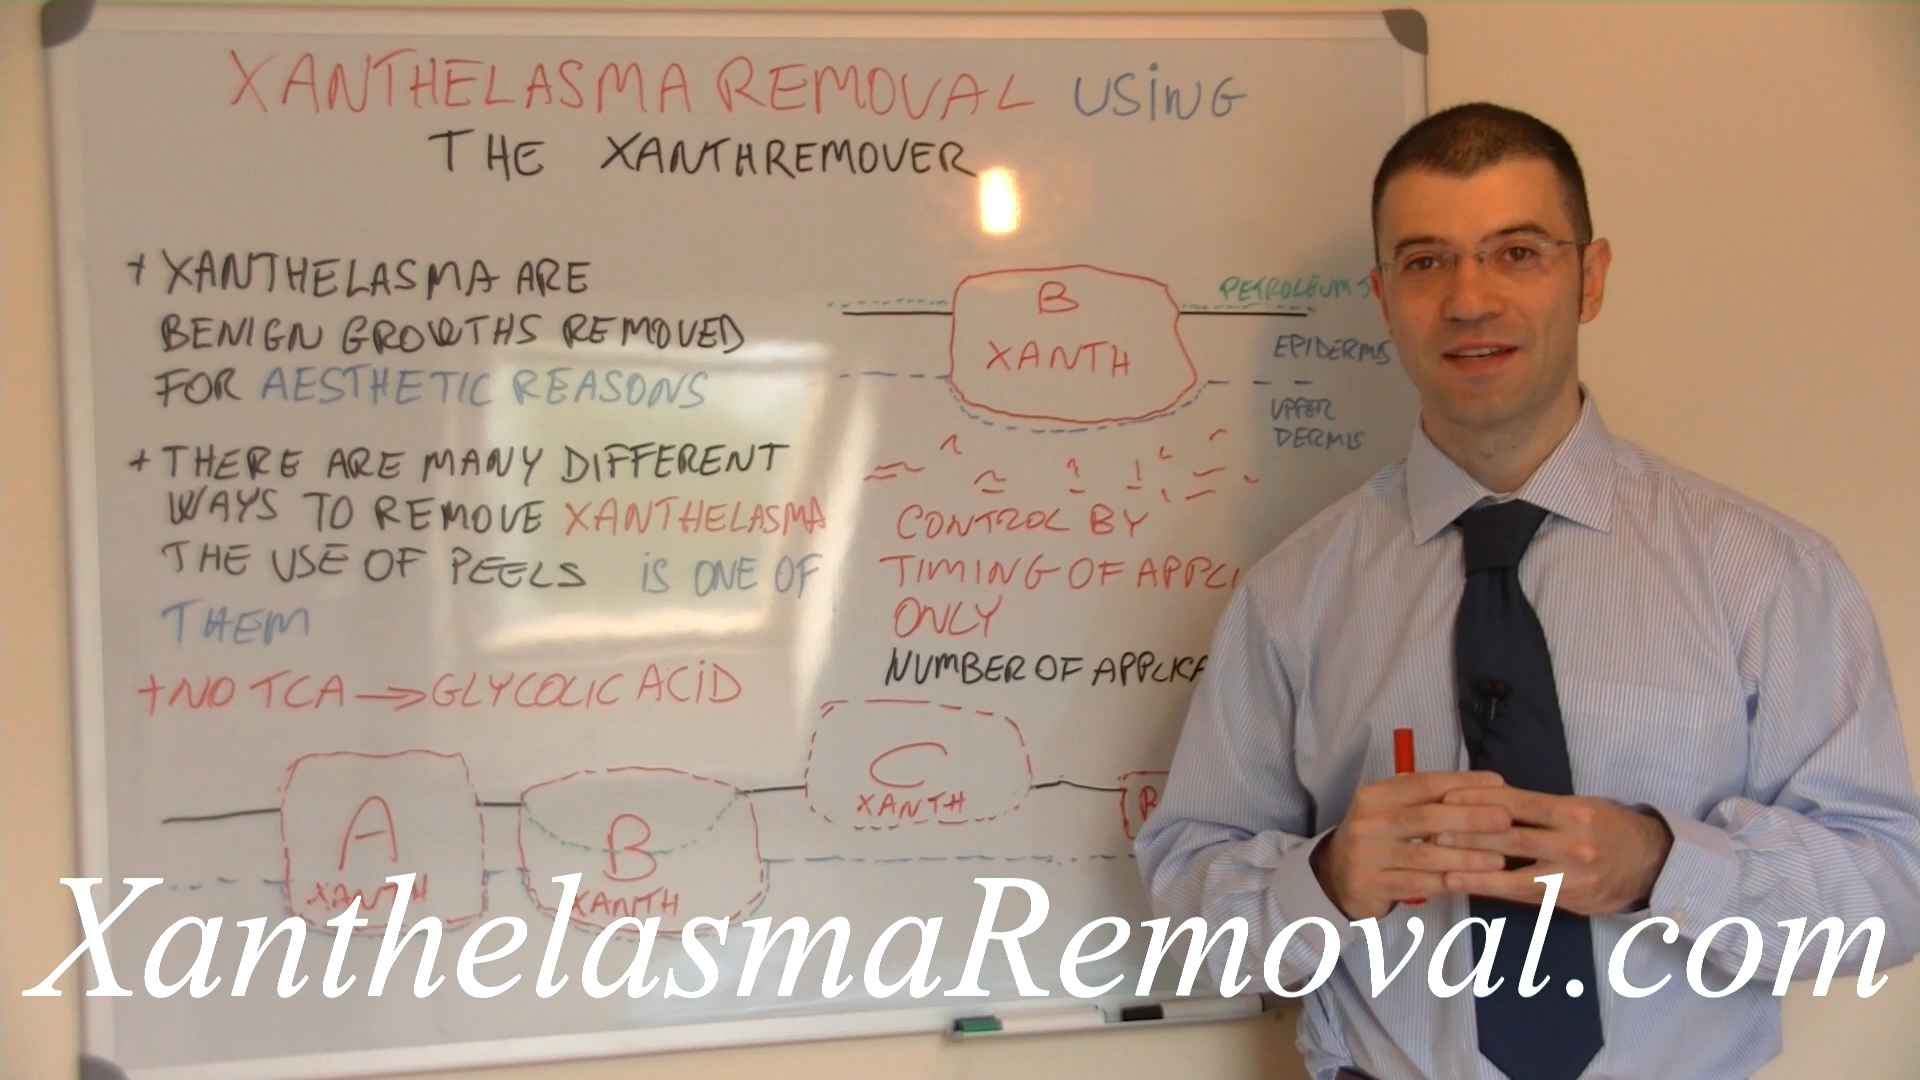 XANTHELASMA REMOVAL USING
THE XANTHREMOVER
+ XANTHELASMA ARE
BENIGN GROWTHS REMOVED
FOR AESTHETIC REASONS
+ THERE ARE MANY DIFFERENT
WAYS TO REMOVE XANTHELASMA
THE USE OF PEELS IS ONE OF
THEM
+ NO TCA → GLYCOLIC ACID
B
XANTH
PETROLEUM J
EPIDERMIS
UPPER
DERMIS
CONTROL BY
TIMING OF APPLI
ONLY
NUMBER OF APPLICA
A
XANTH
B
XANTH
C
XANTH
XanthelasmaRemoval.com